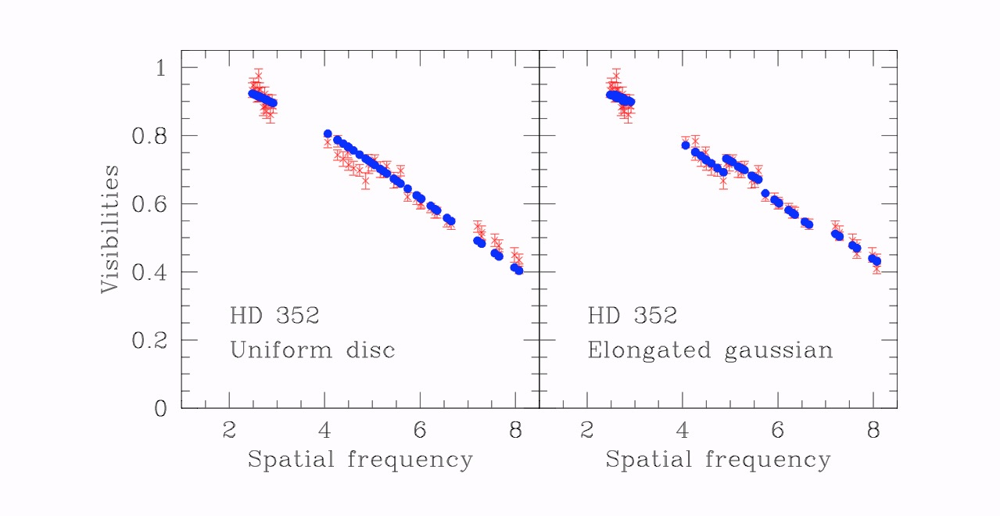 1
0.8
0.6
0.4
0.2
0
Visibilities
HD 352
Uniform disc
2 4 6 8
Spatial frequency
HD 352
Elongated gaussian
2 4 6 8
Spatial frequency